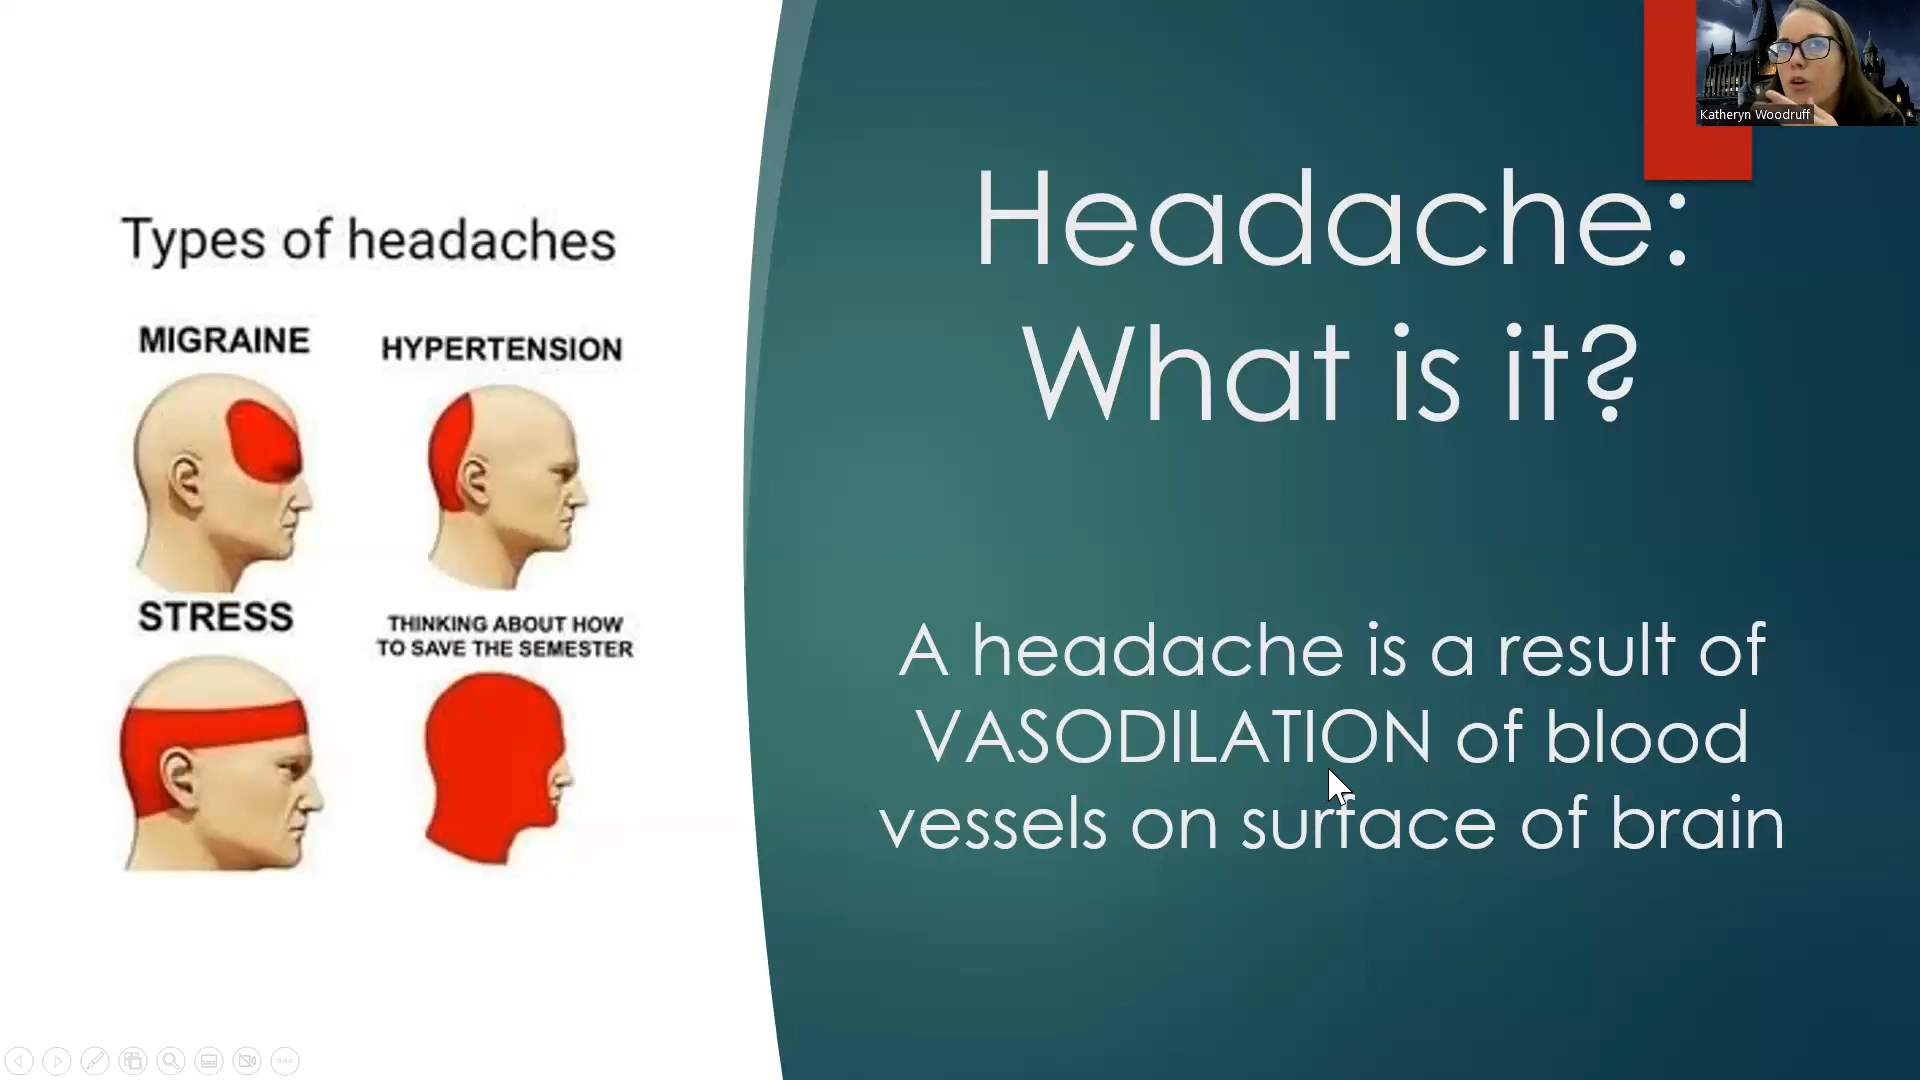 Types of headaches
MIGRAINE
HYPERTENSION
STRESS
THINKING ABOUT HOW
TO SAVE THE SEMESTER
Headache:
What is it?
A headache is a result of
VASODILATION of blood
vessels on surface of brain
Katheryn Woodruff